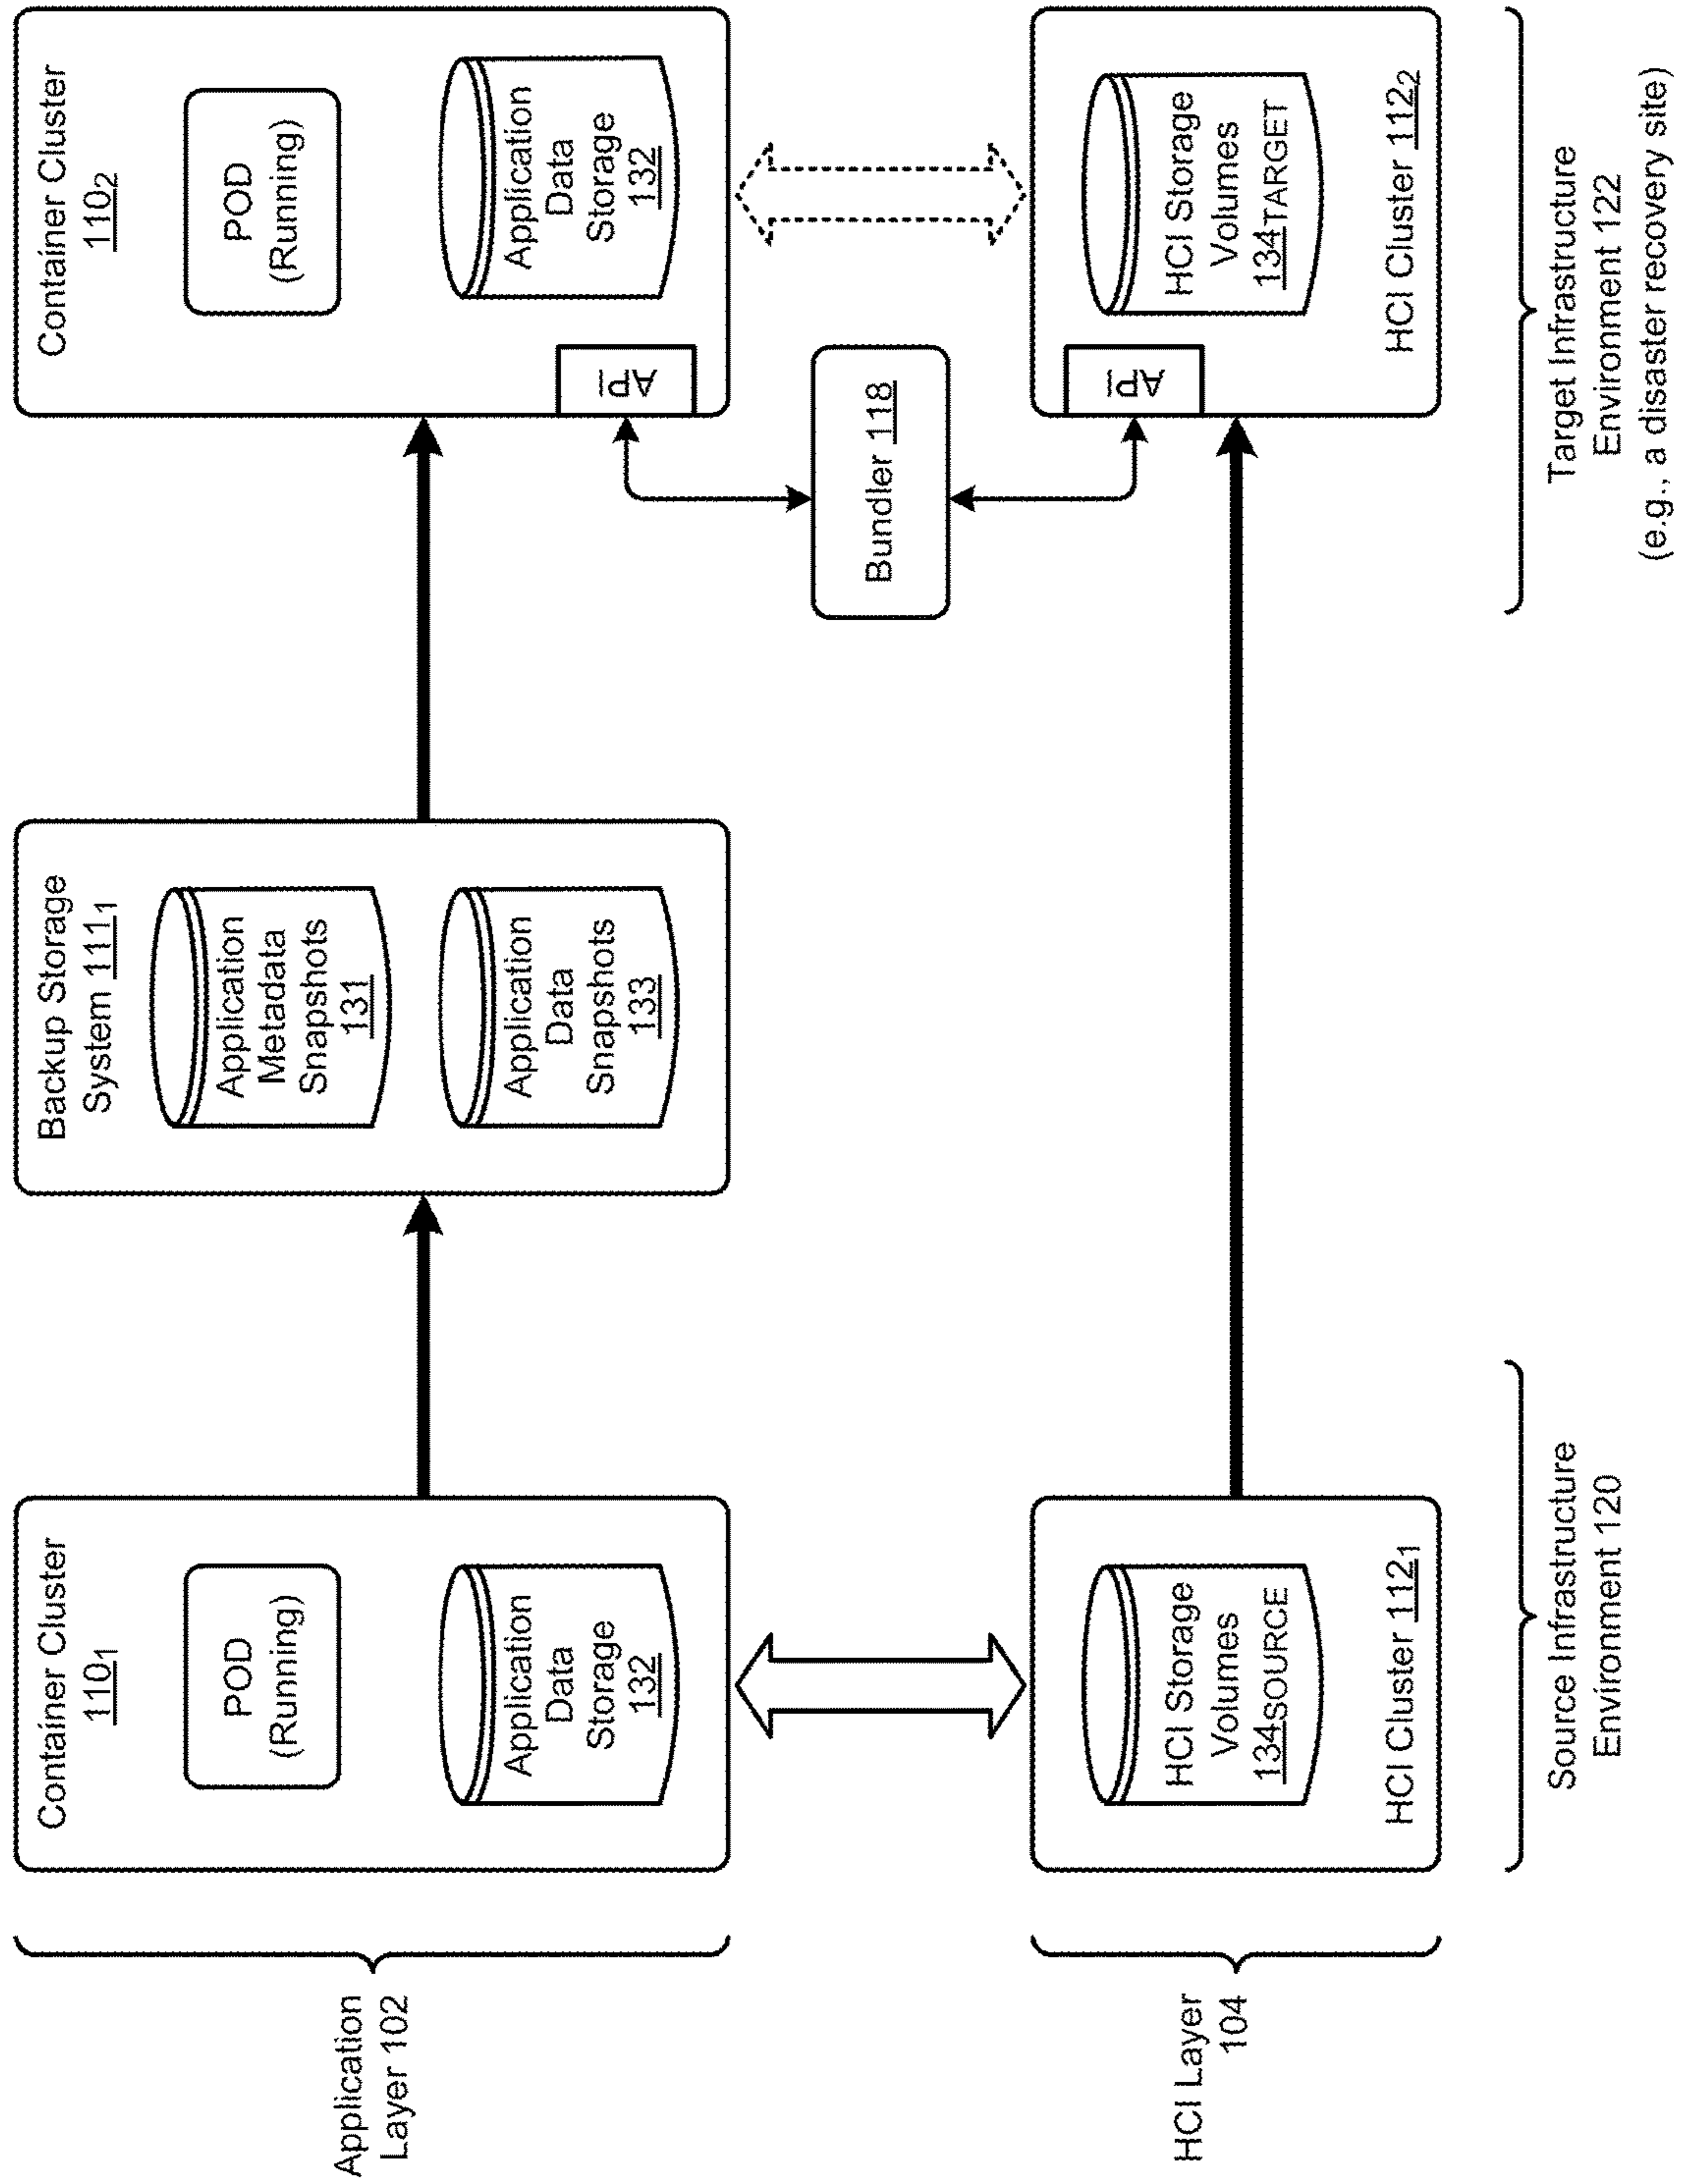 Application
Layer 102
Container Cluster
110₁
POD
(Running)
Application
Data
Storage
132
Backup Storage
System 111₁
Application
Metadata
Snapshots
131
Application
Data
Snapshots
133
Container Cluster
110₂
POD
(Running)
Application
Data
Storage
132
API
Bundler 118
HCI Layer
104
HCI Storage
Volumes
134SOURCE
HCI Cluster 112₁
API
HCI Storage
Volumes
134TARGET
HCI Cluster 112₂
Source Infrastructure
Environment 120
Target Infrastructure
Environment 122
(e.g., a disaster recovery site)